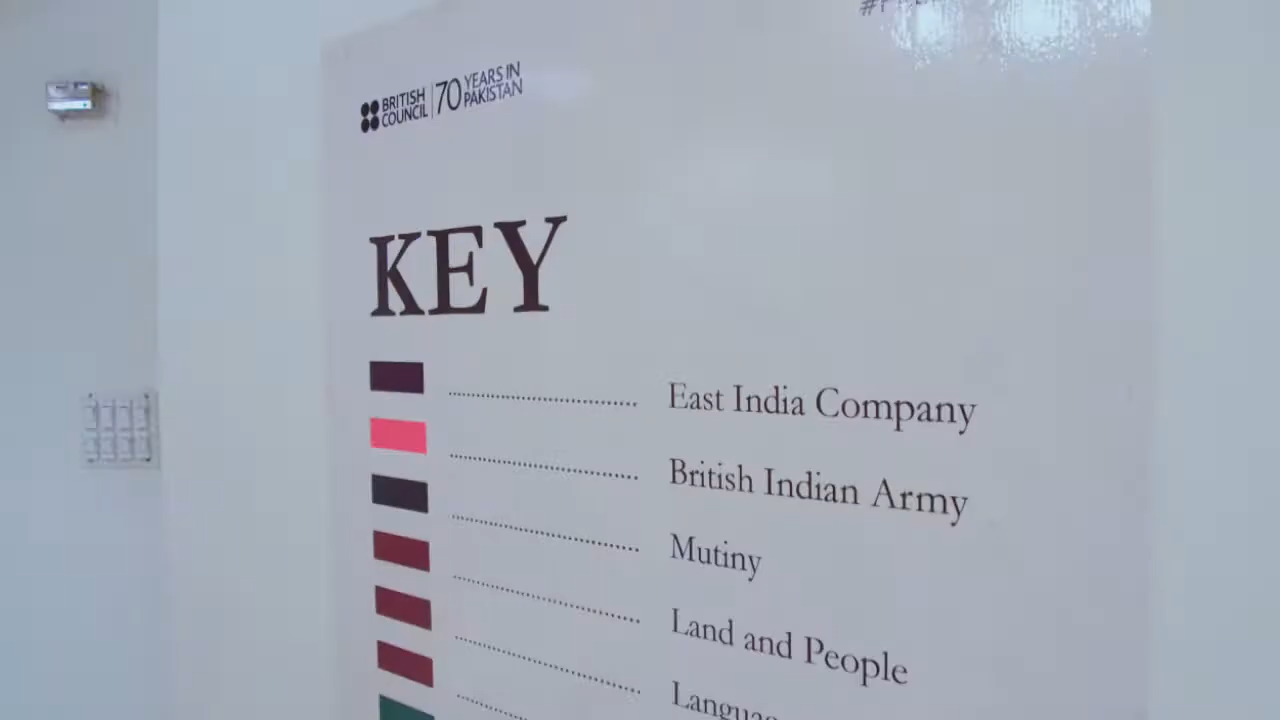 BRITISH COUNCIL
70 YEARS IN PAKISTAN
KEY
East India Company
British Indian Army
Mutiny
Land and People